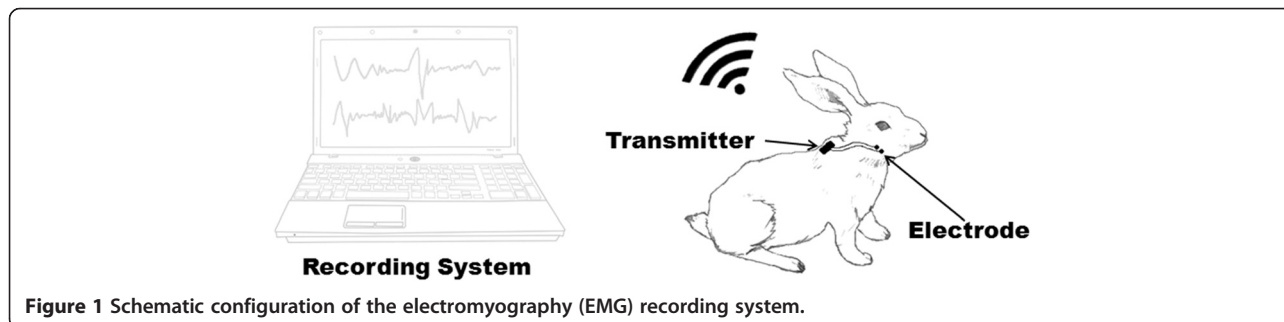 Transmitter
Electrode
Recording System
Figure 1 Schematic configuration of the electromyography (EMG) recording system.